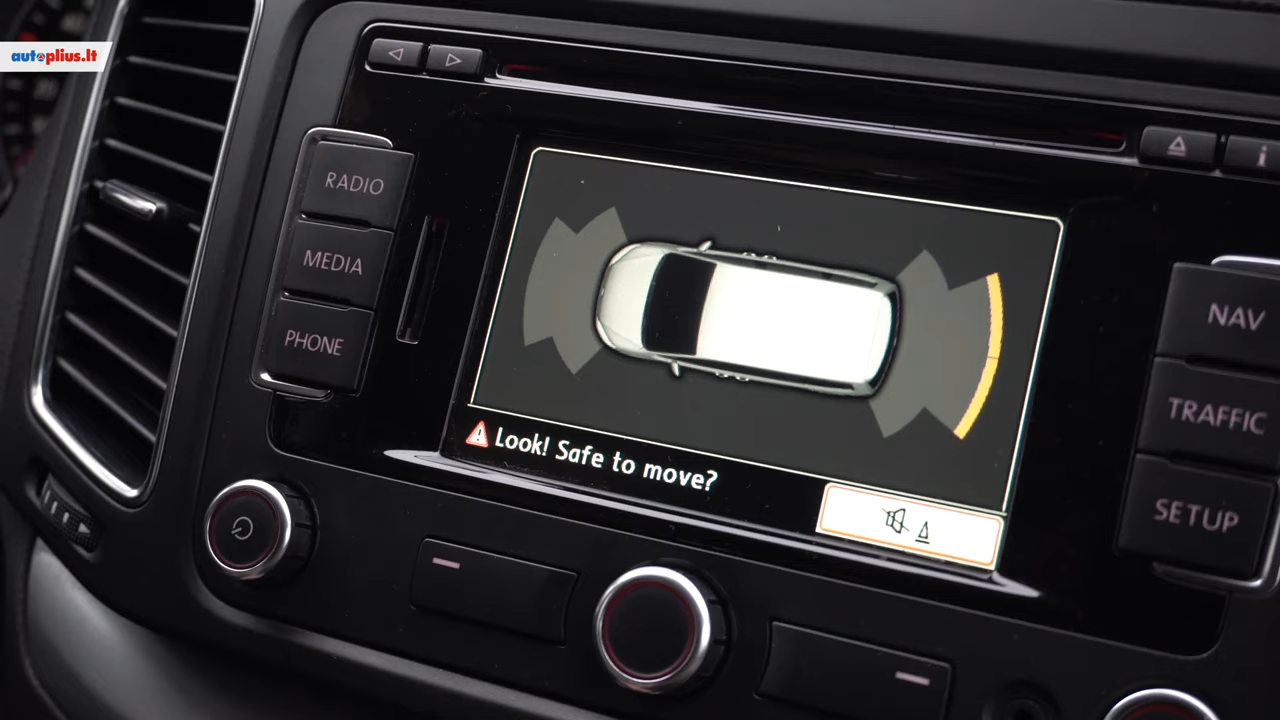 autoplius.lt
RADIO
MEDIA
PHONE
Look! Safe to move?
i
NAV
TRAFFIC
SETUP